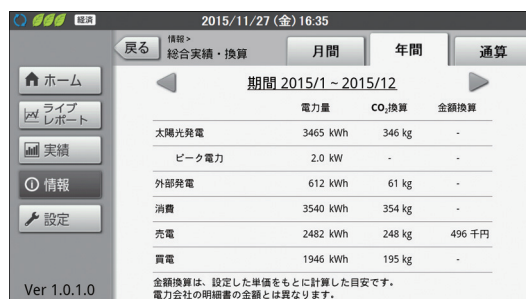 経済 2015/11/27 (金) 16:35
戻る
情報>
総合実績・換算
月間 年間 通算
ホーム
ライブ
レポート
実績
情報
設定
Ver 1.0.1.0
期間 2015/1 ~ 2015/12
電力量 CO₂換算 金額換算
太陽光発電 3465 kWh 346 kg -
ピーク電力 2.0 kW - -
外部発電 612 kWh 61 kg -
消費 3540 kWh 354 kg -
売電 2482 kWh 248 kg 496 千円
買電 1946 kWh 195 kg -
金額換算は、設定した単価をもとに計算した目安です。
電力会社の明細書の金額とは異なります。